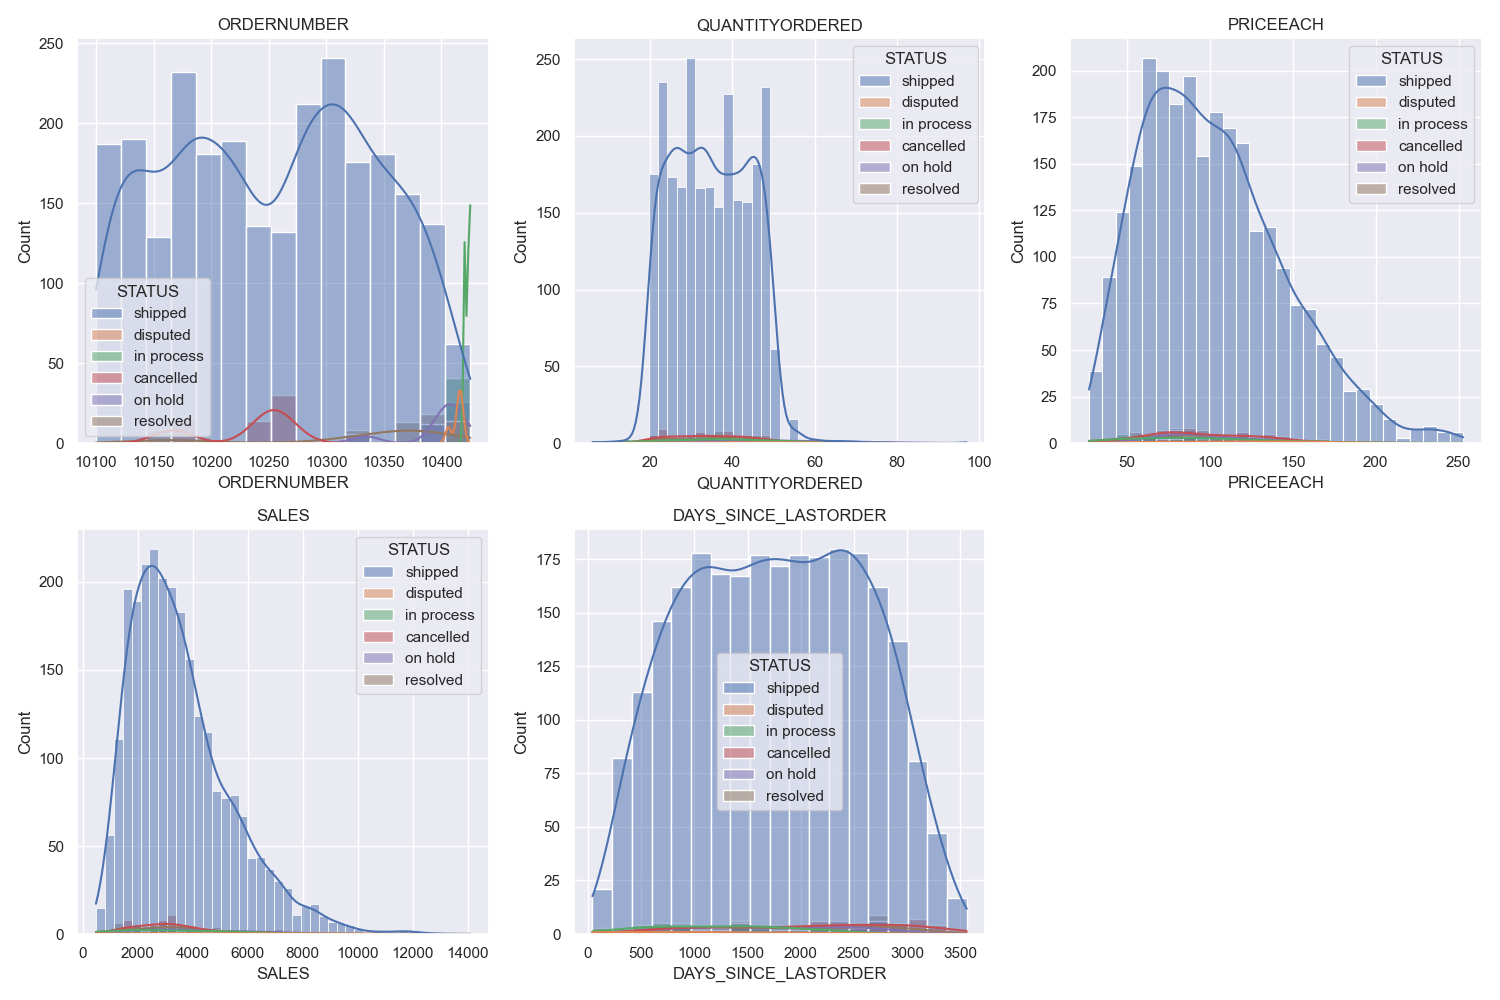 ORDERNUMBER
250
200
150
100
50
0
Count
STATUS
shipped
disputed
in process
cancelled
on hold
resolved
10100 10150 10200 10250 10300 10350 10400
ORDERNUMBER
QUANTITYORDERED
250
200
150
100
50
0
Count
STATUS
shipped
disputed
in process
cancelled
on hold
resolved
20 40 60 80 100
QUANTITYORDERED
PRICEEACH
200
175
150
125
100
75
50
25
0
Count
STATUS
shipped
disputed
in process
cancelled
on hold
resolved
50 100 150 200 250
PRICEEACH
SALES
200
150
100
50
0
Count
STATUS
shipped
disputed
in process
cancelled
on hold
resolved
0 2000 4000 6000 8000 10000 12000 14000
SALES
DAYS_SINCE_LASTORDER
175
150
125
100
75
50
25
0
Count
STATUS
shipped
disputed
in process
cancelled
on hold
resolved
0 500 1000 1500 2000 2500 3000 3500
DAYS_SINCE_LASTORDER